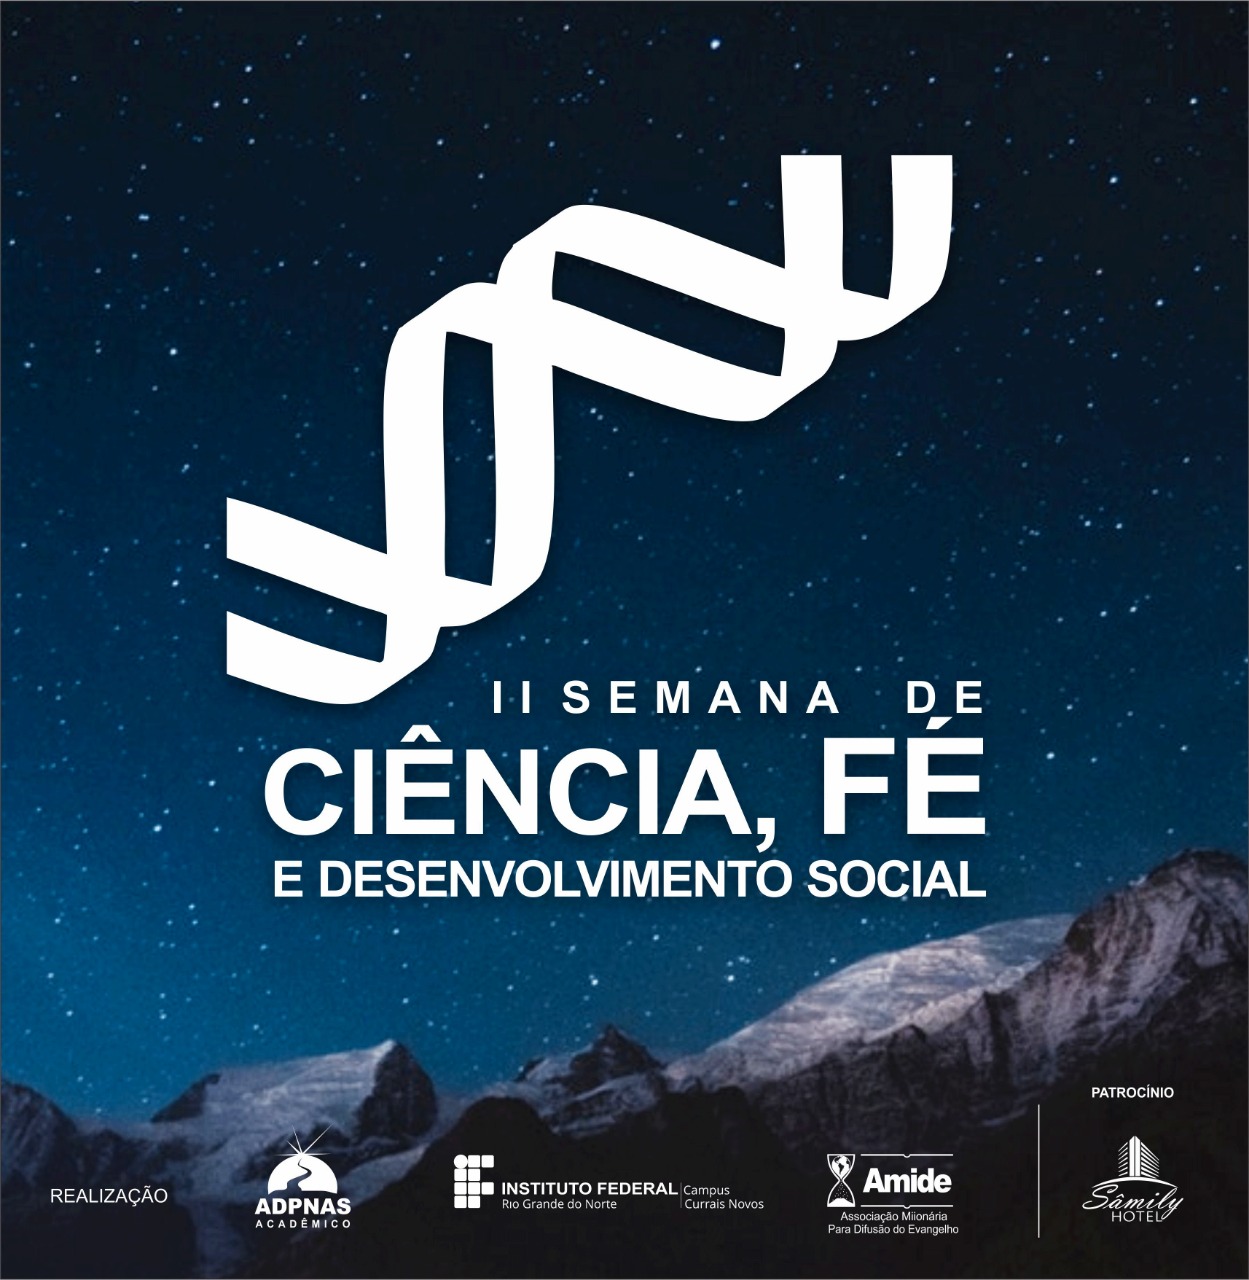 II SEMANA DE
CIÊNCIA, FÉ
E DESENVOLVIMENTO SOCIAL
PATROCÍNIO
REALIZAÇÃO
ADPNAS
ACADÊMICO
INSTITUTO FEDERAL
Rio Grande do Norte
Campus
Currais Novos
Amide
Associação Miionária
Para Difusão do Evangelho
Sâmily
HOTEL